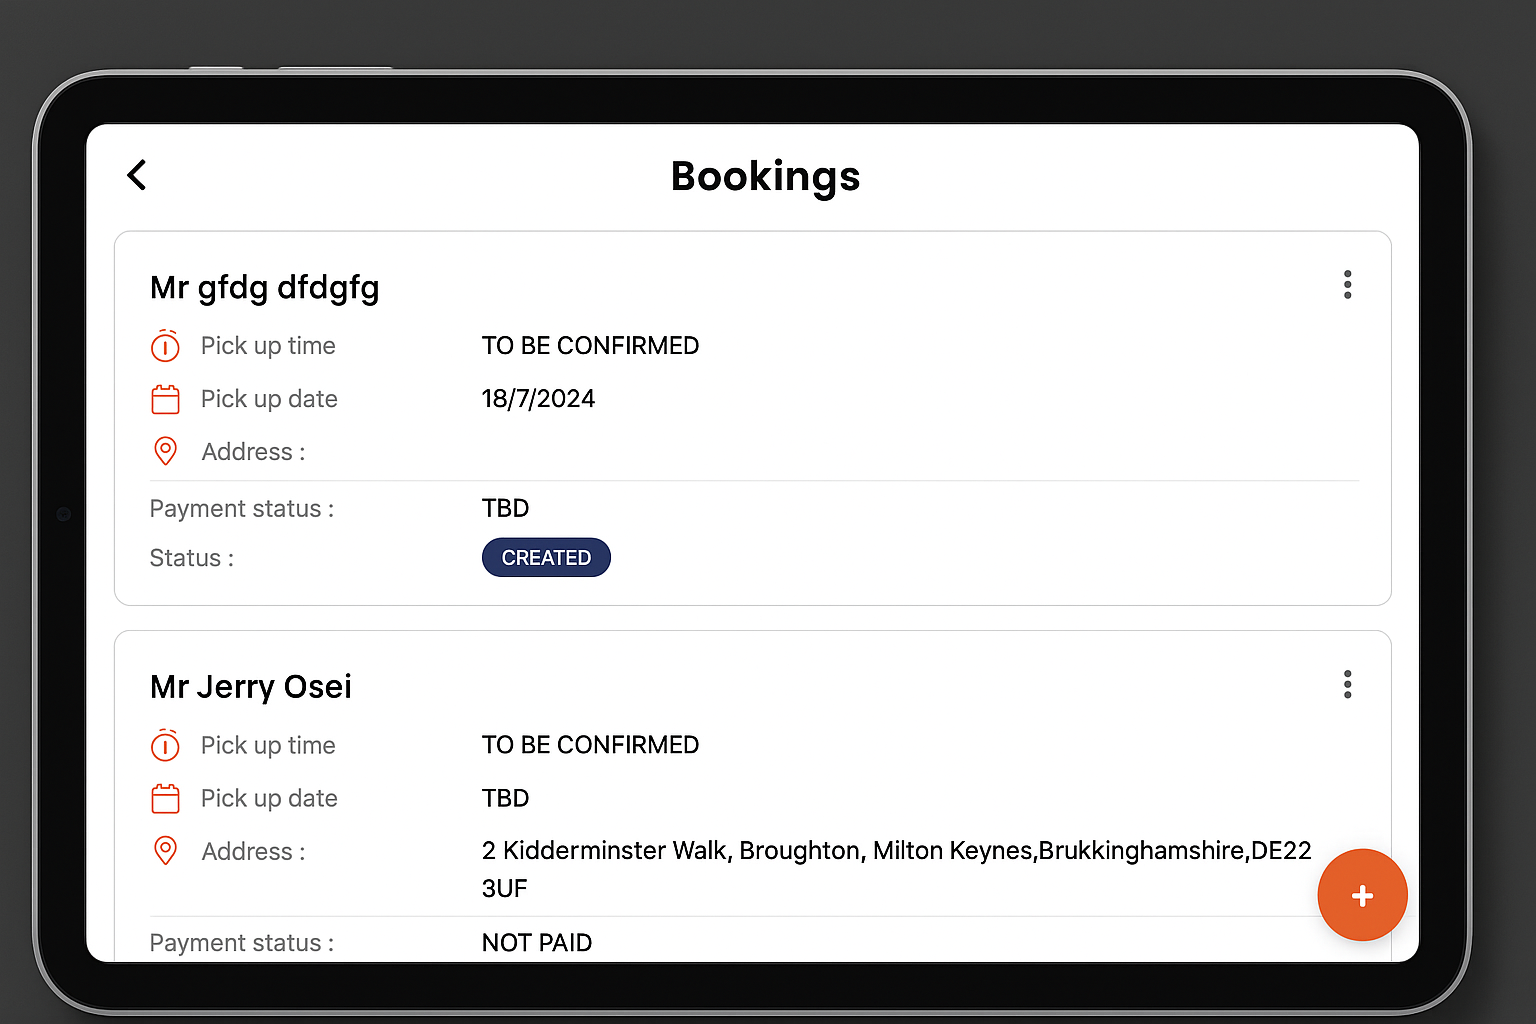 Bookings
Mr gfdg dfdgfg
Pick up time TO BE CONFIRMED
Pick up date 18/7/2024
Address :
Payment status : TBD
Status : CREATED
Mr Jerry Osei
Pick up time TO BE CONFIRMED
Pick up date TBD
Address : 2 Kidderminster Walk, Broughton, Milton Keynes,Brukkinghamshire,DE22
3UF
Payment status : NOT PAID